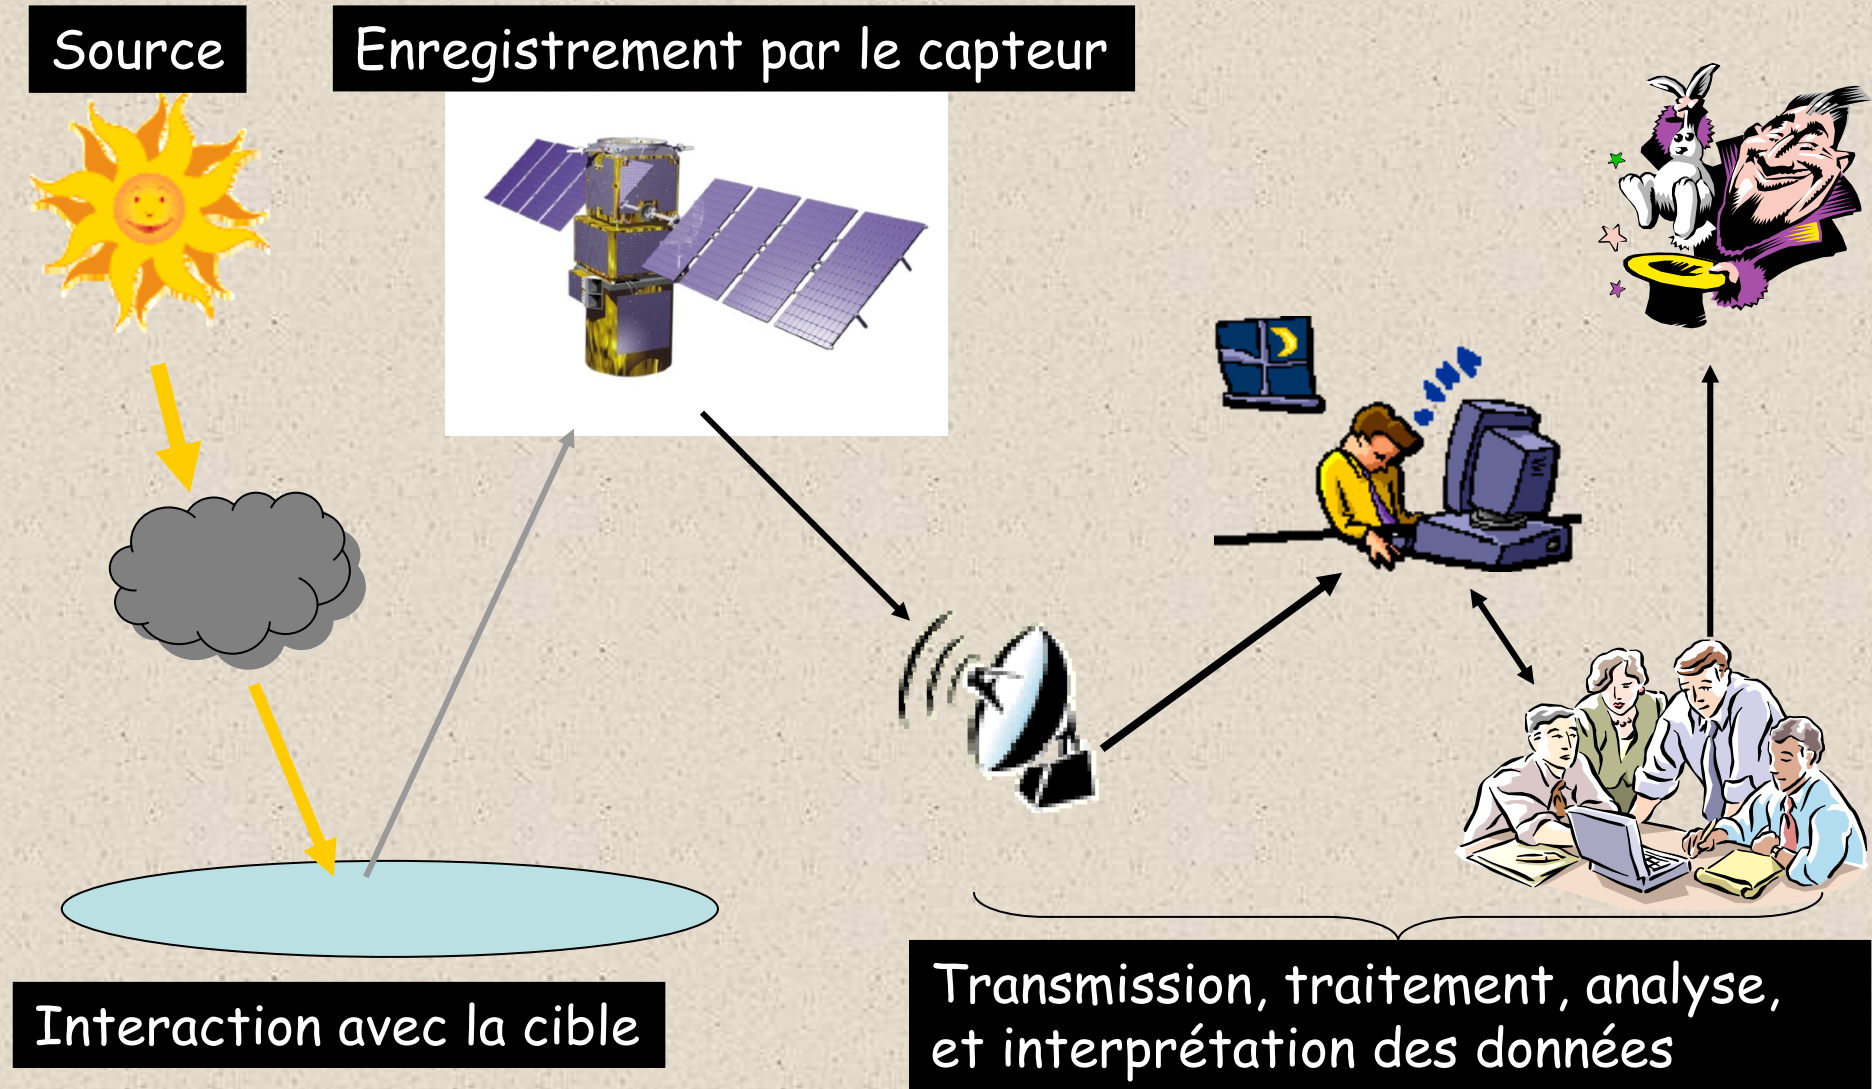 Source
Enregistrement par le capteur
Interaction avec la cible
Transmission, traitement, analyse,
et interprétation des données